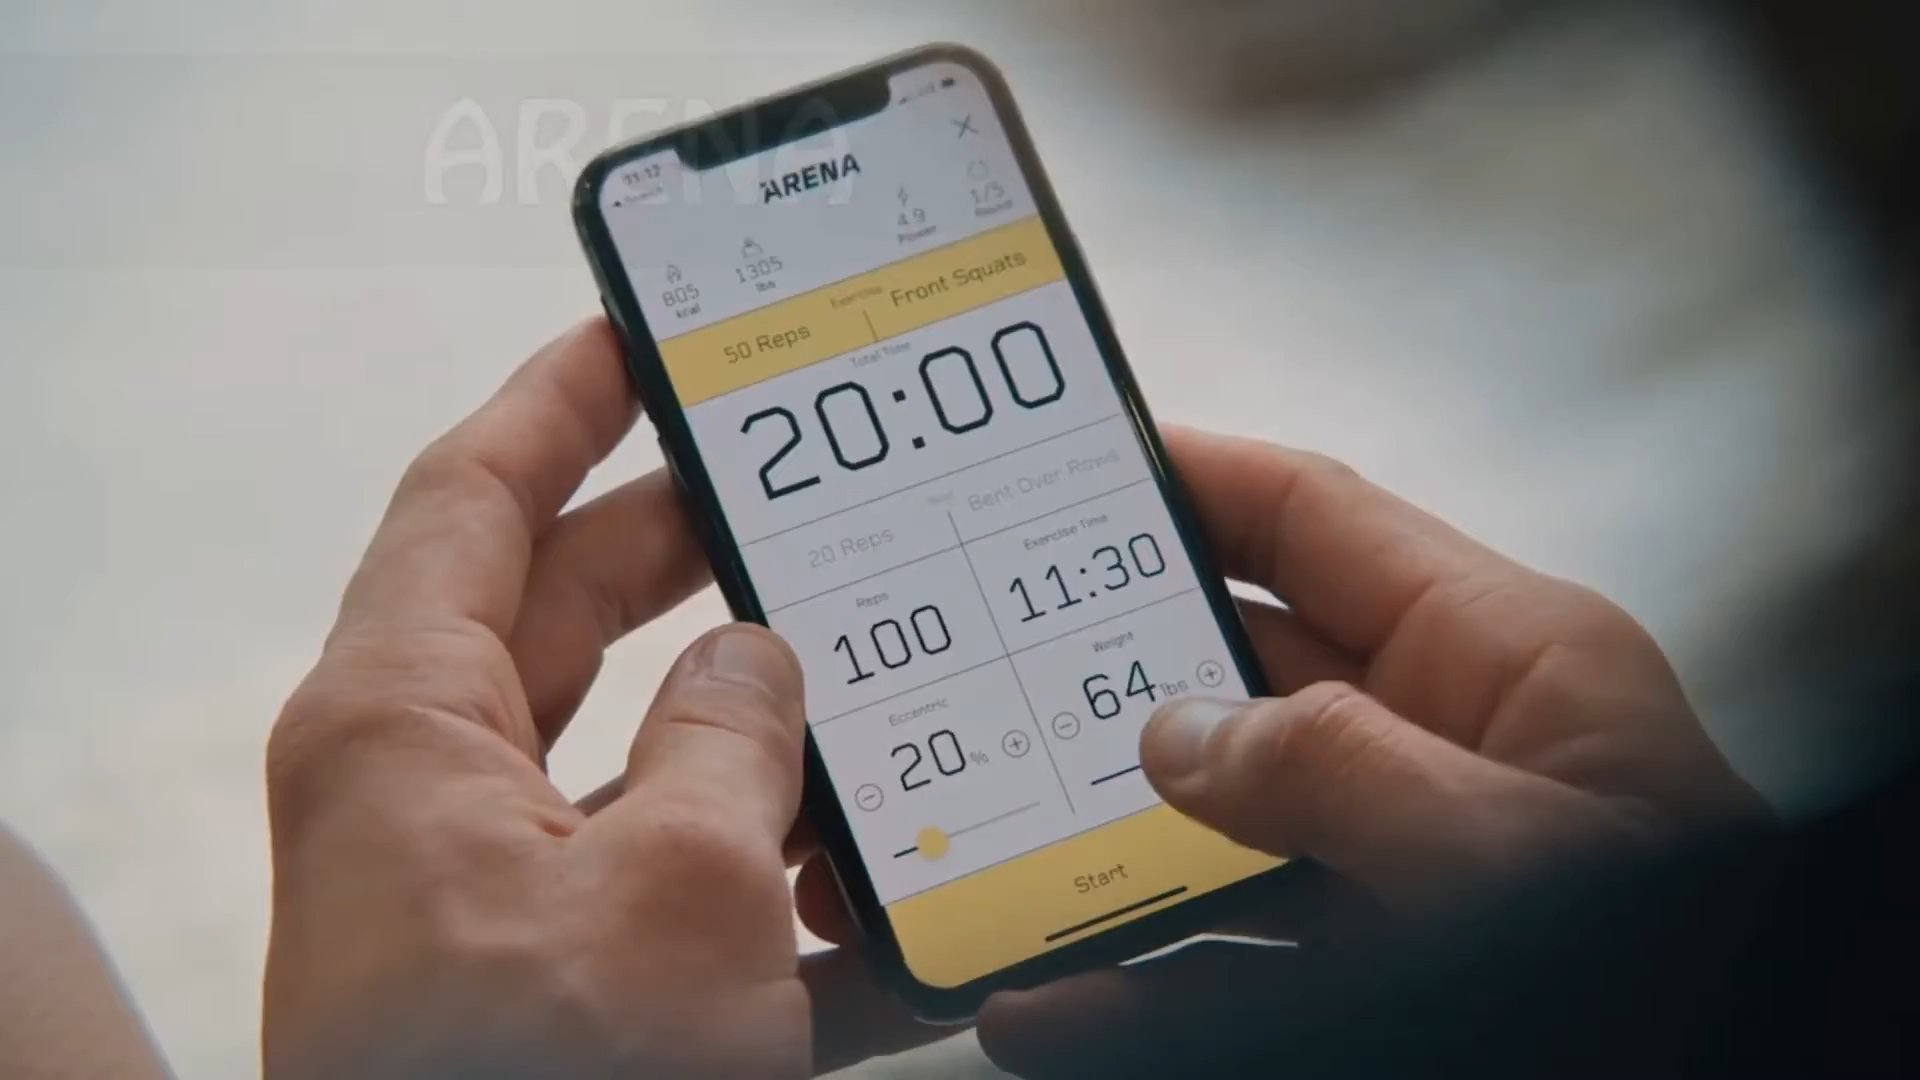 ARENA
11:12
ARENA
805
kcal
1305
lbs
4.9
Power
1/5
Round
Exercise
50 Reps
Front Squats
Total Time
20:00
Next
20 Reps
Bent Over Rows
Reps
100
Exercise Time
11:30
Eccentric
20 %
Weight
64 lbs
Start